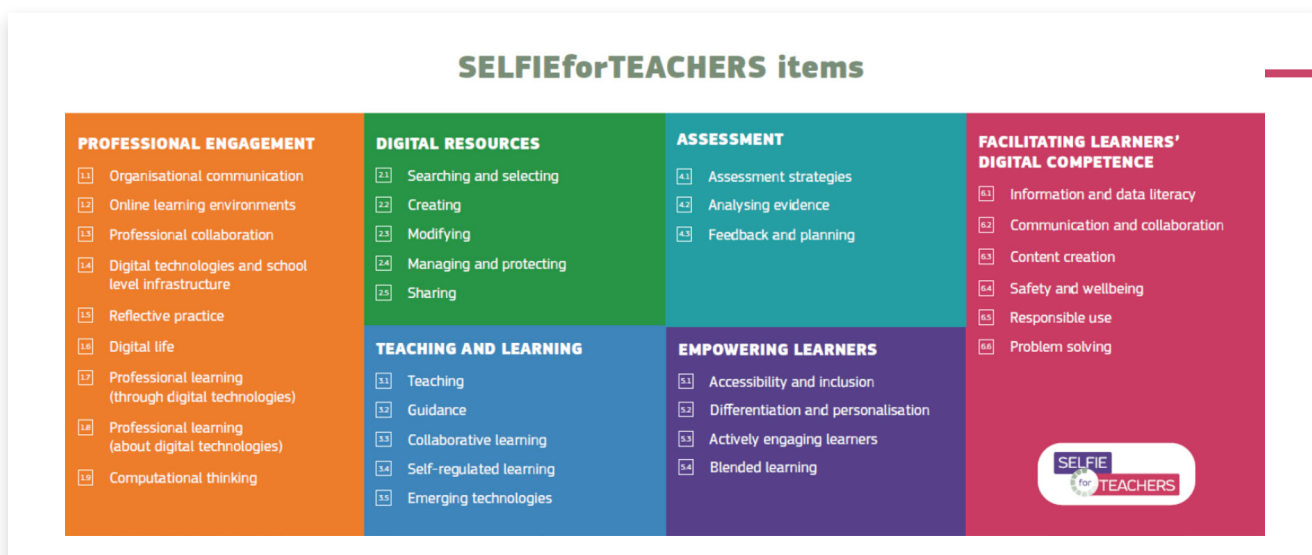 SELFIEforTEACHERS items
PROFESSIONAL ENGAGEMENT
1.1 Organisational communication
1.2 Online learning environments
1.3 Professional collaboration
1.4 Digital technologies and school
level infrastructure
1.5 Reflective practice
1.6 Digital life
1.7 Professional learning
(through digital technologies)
1.8 Professional learning
(about digital technologies)
1.9 Computational thinking
DIGITAL RESOURCES
2.1 Searching and selecting
2.2 Creating
2.3 Modifying
2.4 Managing and protecting
2.5 Sharing
TEACHING AND LEARNING
3.1 Teaching
3.2 Guidance
3.3 Collaborative learning
3.4 Self-regulated learning
3.5 Emerging technologies
ASSESSMENT
4.1 Assessment strategies
4.2 Analysing evidence
4.3 Feedback and planning
EMPOWERING LEARNERS
5.1 Accessibility and inclusion
5.2 Differentiation and personalisation
5.3 Actively engaging learners
5.4 Blended learning
FACILITATING LEARNERS'
DIGITAL COMPETENCE
6.1 Information and data literacy
6.2 Communication and collaboration
6.3 Content creation
6.4 Safety and wellbeing
6.5 Responsible use
6.6 Problem solving
SELFIE
for TEACHERS